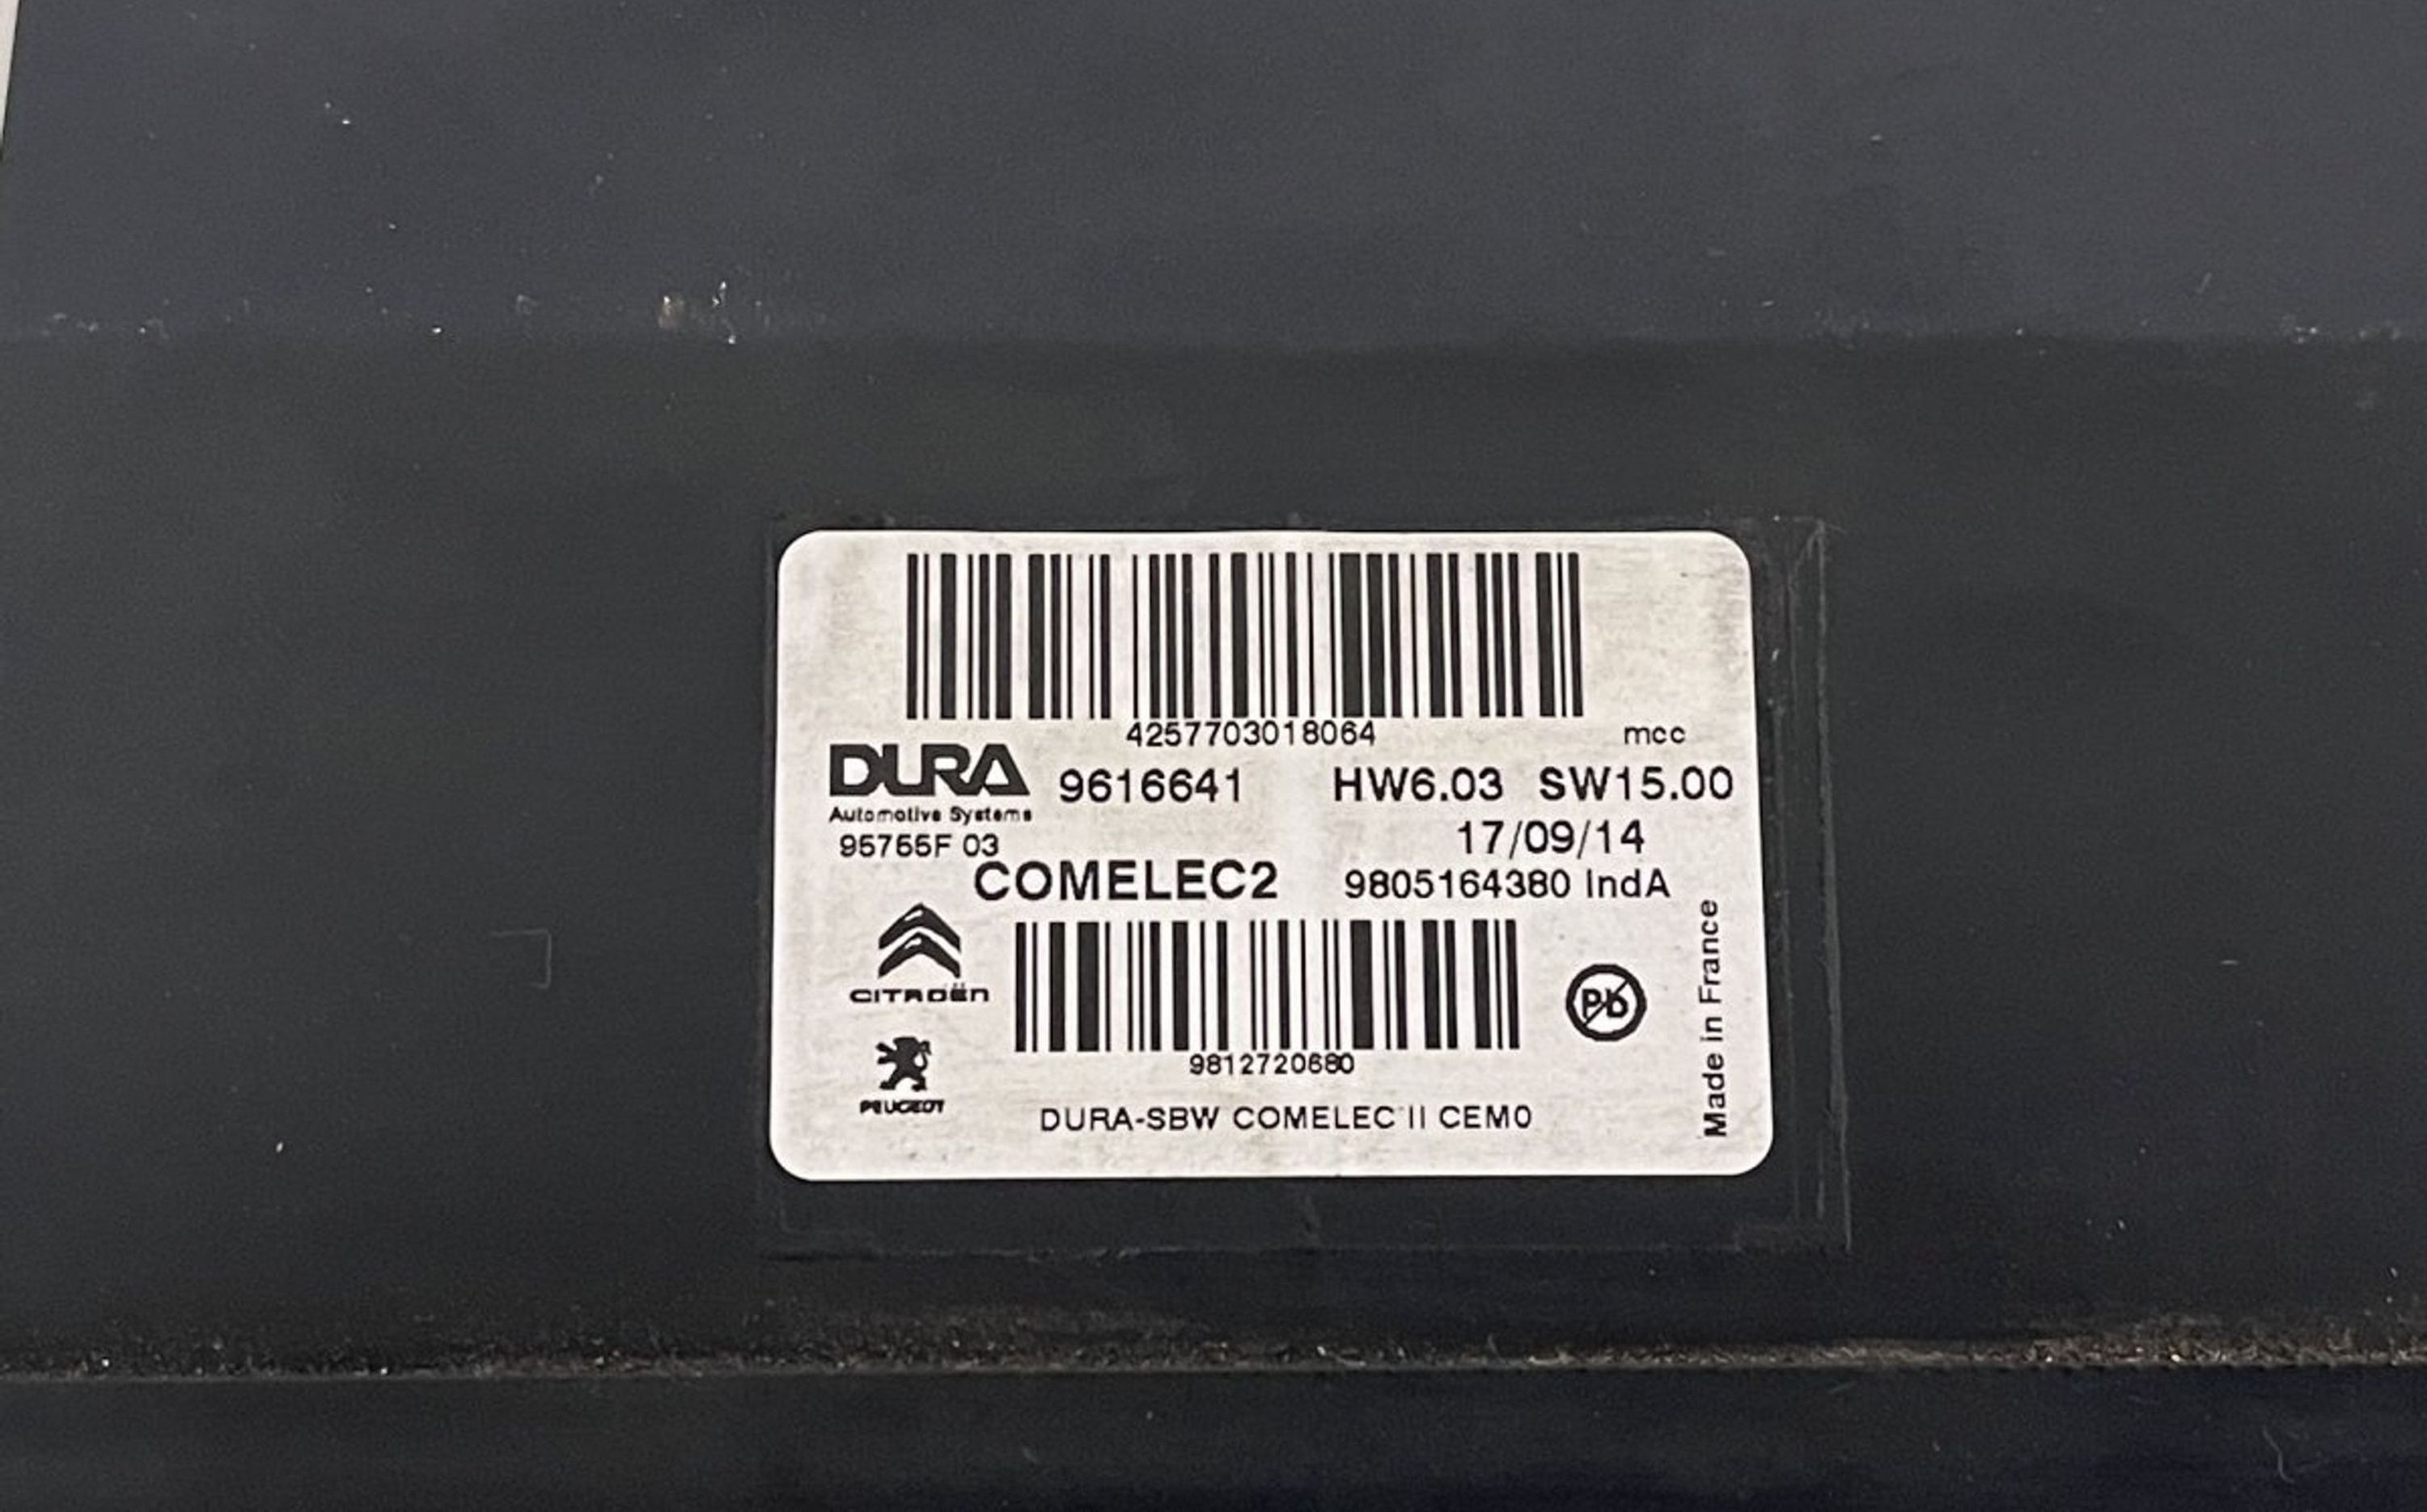 4257703018064
mcc
DURA 9616641 HW6.03 SW15.00
Automotive Systems
17/09/14
95755F 03
COMELEC2 9805164380 IndA
CITROËN
Pb
9812720680
PEUGEOT
DURA-SBW COMELEC II CEM0
Made in France